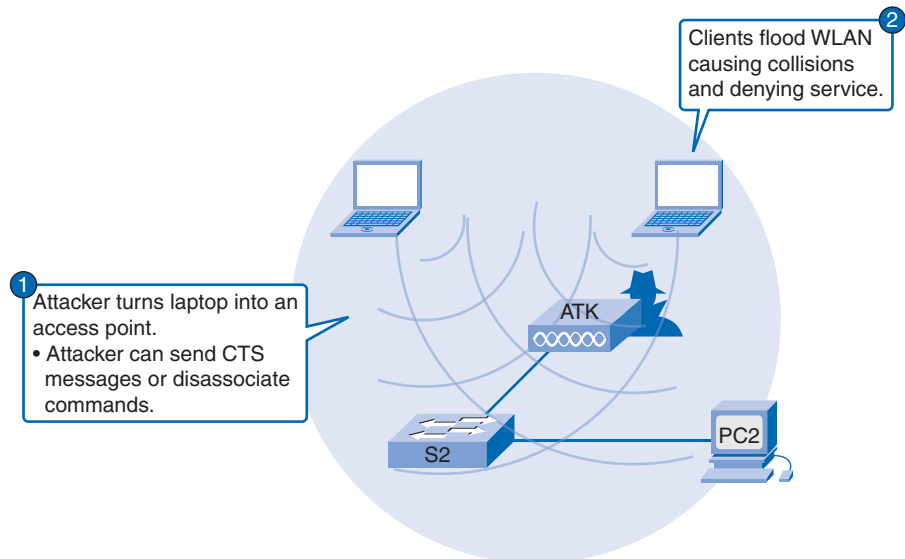 2
Clients flood WLAN
causing collisions
and denying service.
1
Attacker turns laptop into an
access point.
• Attacker can send CTS
messages or disassociate
commands.
ATK
S2
PC2